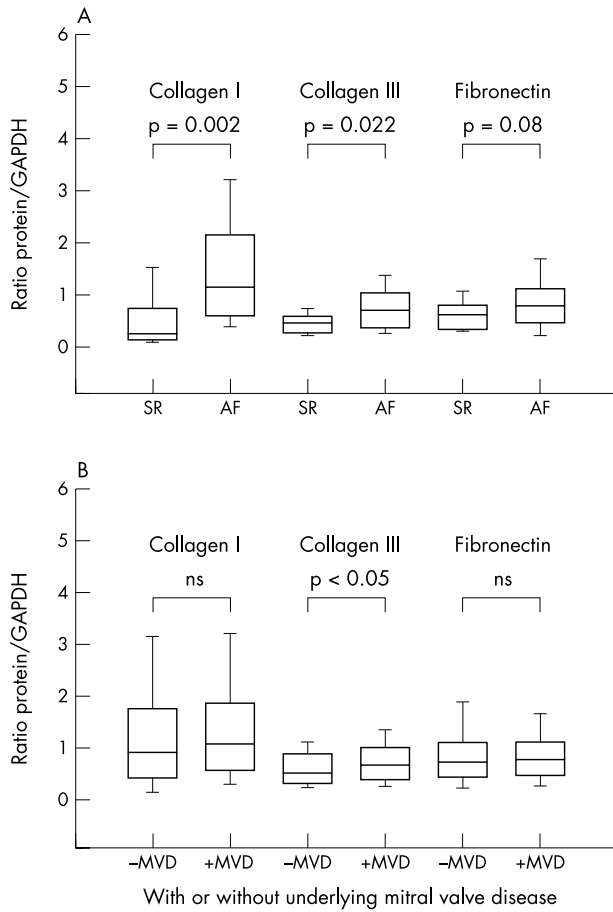 A
6
5
4
3
2
1
0
Ratio protein/GAPDH
Collagen I Collagen III Fibronectin
p = 0.002 p = 0.022 p = 0.08
SR AF SR AF SR AF
B
6
5
4
3
2
1
0
Ratio protein/GAPDH
Collagen I Collagen III Fibronectin
ns p < 0.05 ns
–MVD +MVD –MVD +MVD –MVD +MVD
With or without underlying mitral valve disease